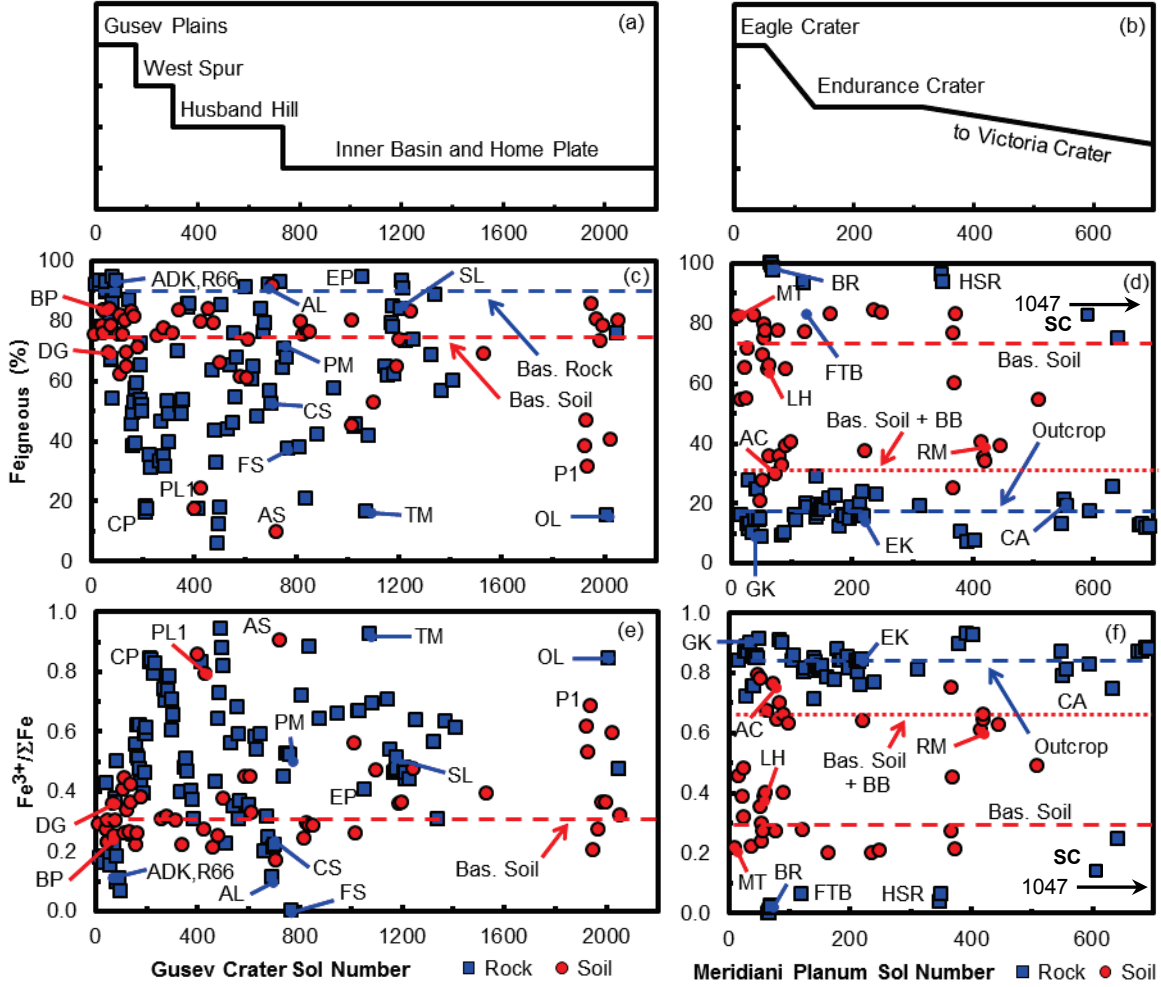 (a)
Gusev Plains
West Spur
Husband Hill
Inner Basin and Home Plate
0 400 800 1200 1600 2000
(b)
Eagle Crater
Endurance Crater
to Victoria Crater
0 200 400 600
(c)
Fe_igneous (%)
100
80
60
40
20
0
BP
DG
ADK,R66
AL
EP
SL
Bas. Rock
Bas. Soil
PM
CS
FS
PL1
CP
AS
TM
P1
OL
0 400 800 1200 1600 2000
(d)
100
80
60
40
20
0
MT
BR
HSR
1047
SC
FTB
Bas. Soil
LH
Bas. Soil + BB
AC
RM
Outcrop
EK
CA
GK
0 200 400 600
(e)
Fe³⁺/ΣFe
1.0
0.8
0.6
0.4
0.2
0.0
PL1
AS
TM
CP
OL
P1
PM
SL
EP
DG
BP
ADK,R66
AL
CS
FS
Bas. Soil
0 400 800 1200 1600 2000
Gusev Crater Sol Number
Rock Soil
(f)
1.0
0.8
0.6
0.4
0.2
0.0
GK
EK
CA
AC
RM
Outcrop
Bas. Soil
+ BB
LH
Bas. Soil
MT
BR
FTB
HSR
SC
1047
0 200 400 600
Meridiani Planum Sol Number
Rock Soil